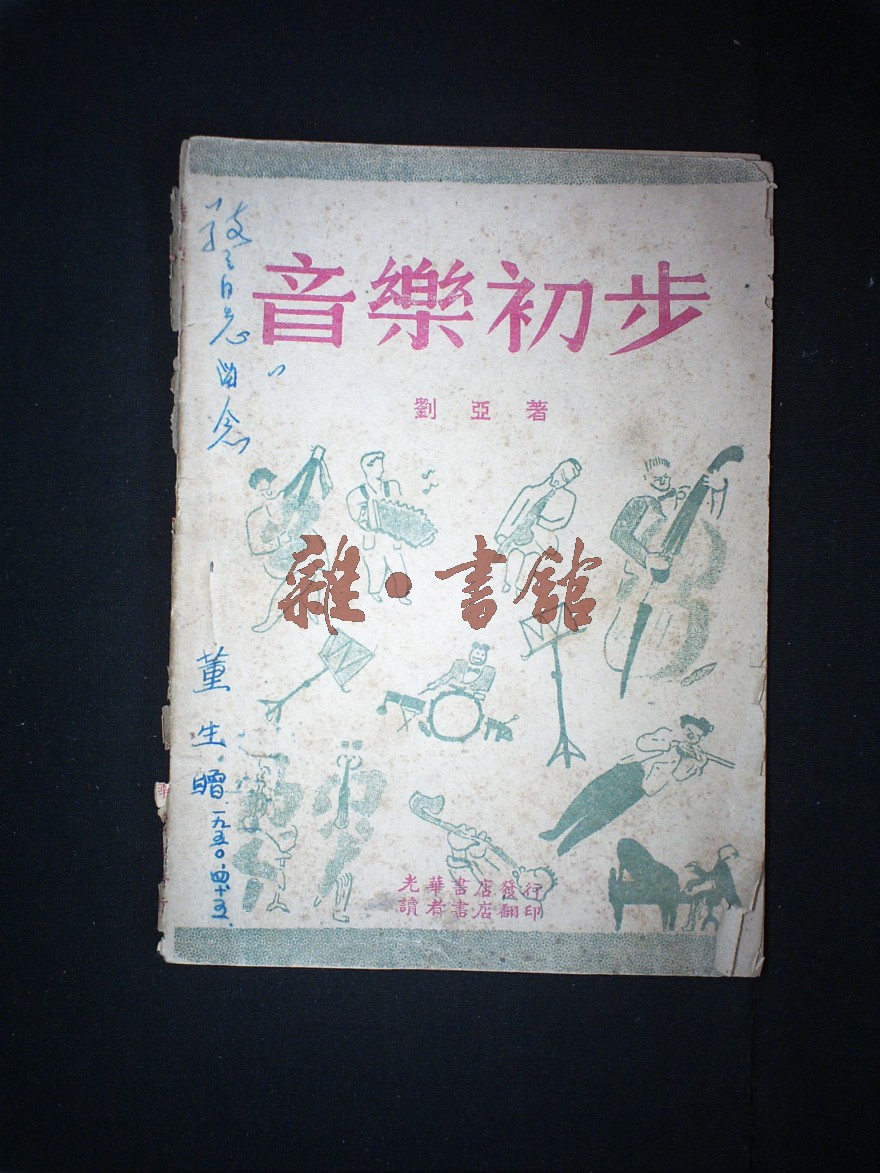 音樂初步
劉亞著
雜·書館
光華書店發行
讀者書店翻印
念
董生
贈
一九五〇.四.十五.